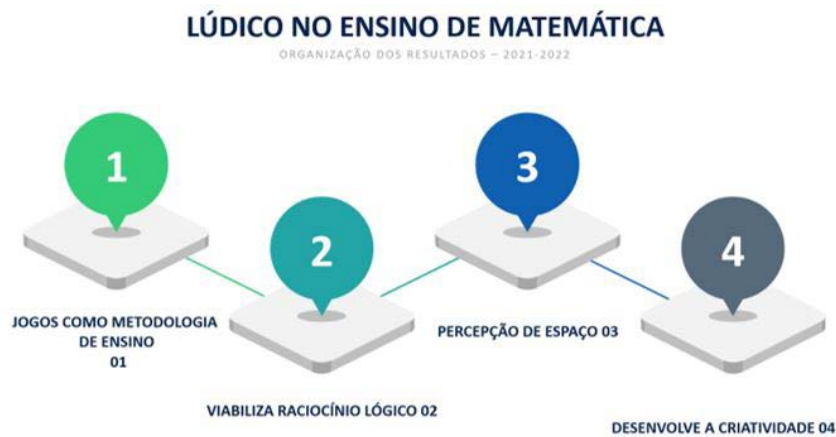 LÚDICO NO ENSINO DE MATEMÁTICA
ORGANIZAÇÃO DOS RESULTADOS – 2021-2022
1
2
3
4
JOGOS COMO METODOLOGIA
DE ENSINO
01
VIABILIZA RACIOCÍNIO LÓGICO 02
PERCEPÇÃO DE ESPAÇO 03
DESENVOLVE A CRIATIVIDADE 04